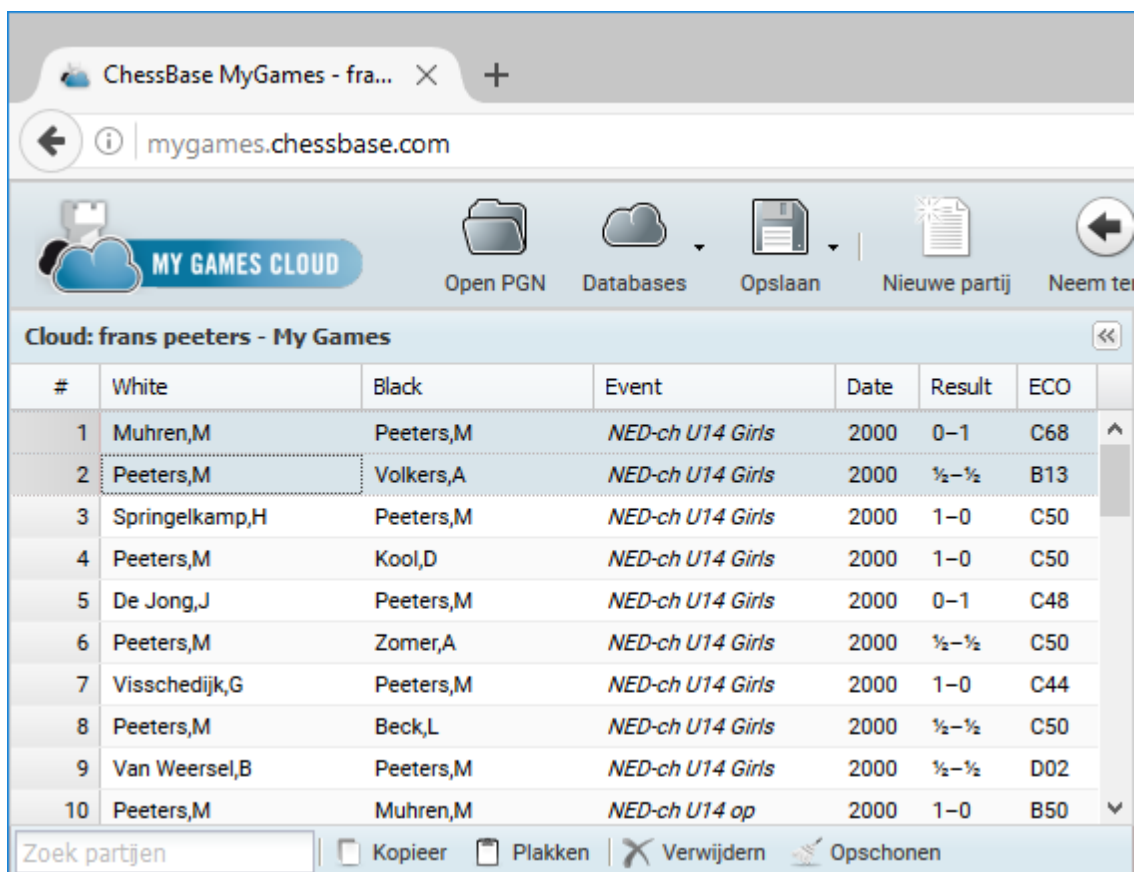 ChessBase MyGames - fra...
mygames.chessbase.com
MY GAMES CLOUD
Open PGN Databases Opslaan Nieuwe partij Neem ter
Cloud: frans peeters - My Games
# White Black Event Date Result ECO
1 Muhren,M Peeters,M NED-ch U14 Girls 2000 0–1 C68
2 Peeters,M Volkers,A NED-ch U14 Girls 2000 ½–½ B13
3 Springelkamp,H Peeters,M NED-ch U14 Girls 2000 1–0 C50
4 Peeters,M Kool,D NED-ch U14 Girls 2000 1–0 C50
5 De Jong,J Peeters,M NED-ch U14 Girls 2000 0–1 C48
6 Peeters,M Zomer,A NED-ch U14 Girls 2000 ½–½ C50
7 Visschedijk,G Peeters,M NED-ch U14 Girls 2000 1–0 C44
8 Peeters,M Beck,L NED-ch U14 Girls 2000 ½–½ C50
9 Van Weersel,B Peeters,M NED-ch U14 Girls 2000 ½–½ D02
10 Peeters,M Muhren,M NED-ch U14 op 2000 1–0 B50
Zoek partijen Kopieer Plakken Verwijdern Opschonen